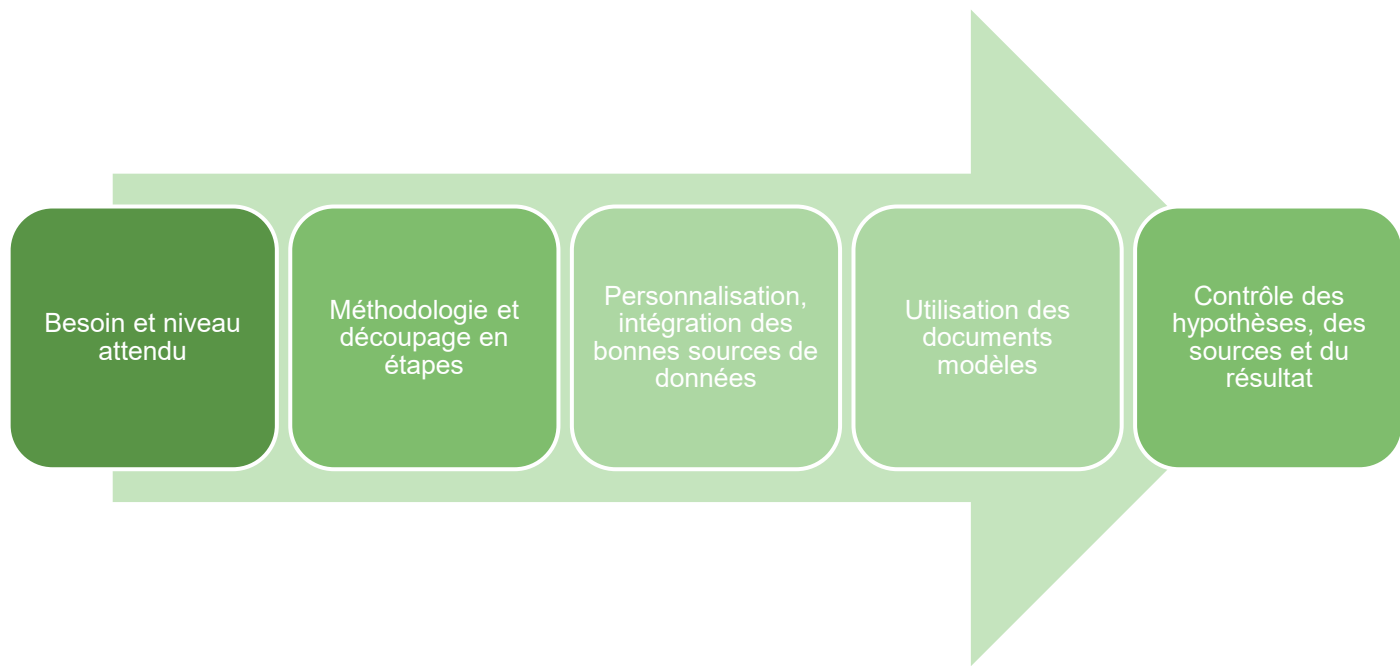 Besoin et niveau
attendu
Méthodologie et
découpage en
étapes
Personnalisation,
intégration des
bonnes sources de
données
Utilisation des
documents
modèles
Contrôle des
hypothèses, des
sources et du
résultat